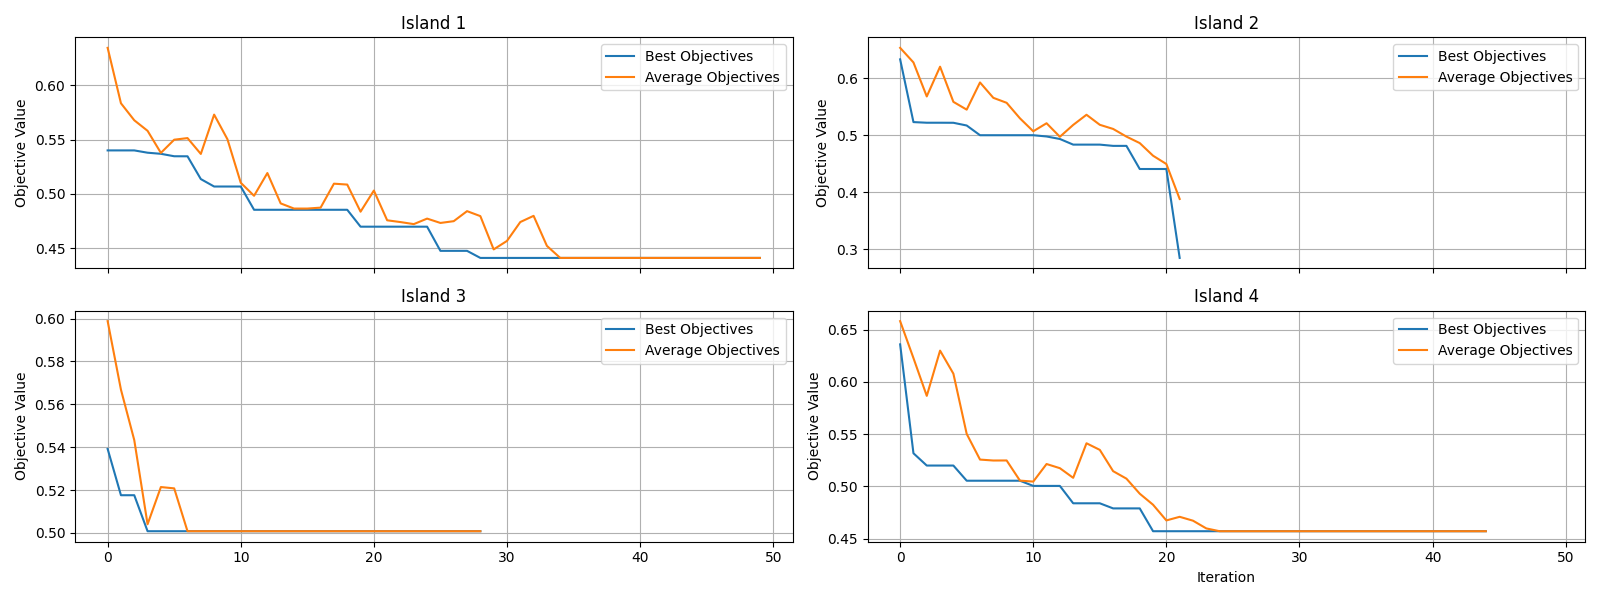 Island 1
Objective Value
0.60
0.55
0.50
0.45
Best Objectives
Average Objectives
Island 2
Objective Value
0.6
0.5
0.4
0.3
Best Objectives
Average Objectives
Island 3
Objective Value
0.60
0.58
0.56
0.54
0.52
0.50
Best Objectives
Average Objectives
0 10 20 30 40 50
Island 4
Objective Value
0.65
0.60
0.55
0.50
0.45
Best Objectives
Average Objectives
0 10 20 30 40 50
Iteration